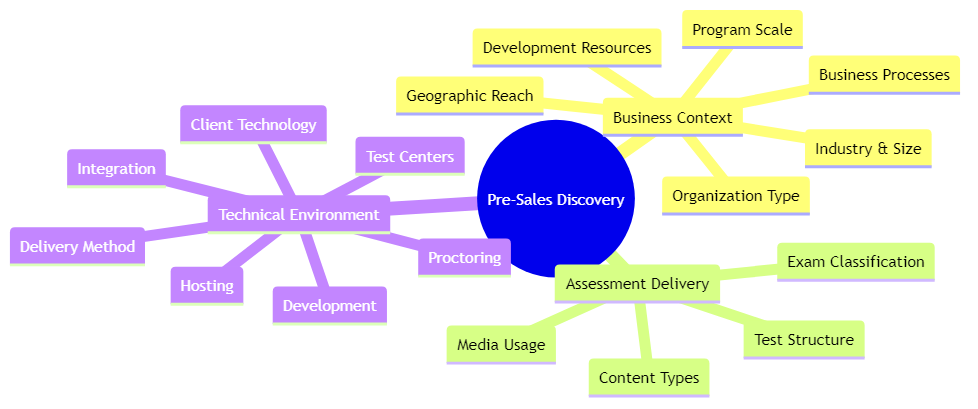 Pre-Sales Discovery
Business Context
Program Scale
Development Resources
Business Processes
Geographic Reach
Industry & Size
Organization Type
Technical Environment
Client Technology
Test Centers
Integration
Delivery Method
Proctoring
Hosting
Development
Assessment Delivery
Exam Classification
Test Structure
Media Usage
Content Types